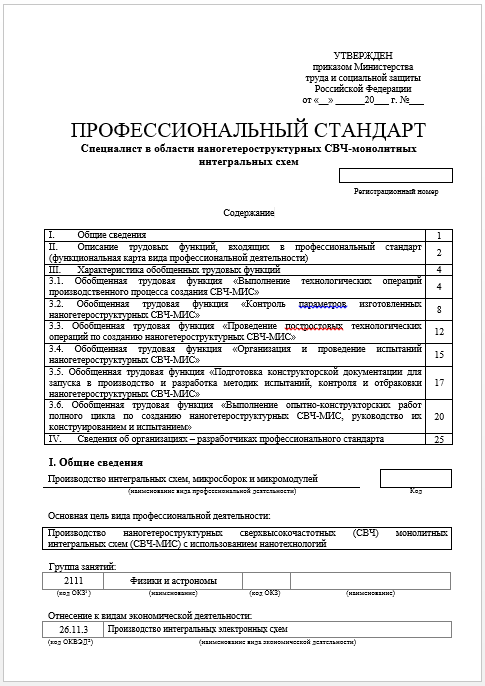 УТВЕРЖДЕН
приказом Министерства
труда и социальной защиты
Российской Федерации
от «__» ______20___ г. №___
ПРОФЕССИОНАЛЬНЫЙ СТАНДАРТ
Специалист в области наногетероструктурных СВЧ-монолитных
интегральных схем
Регистрационный номер
Содержание
I. Общие сведения 1
II. Описание трудовых функций, входящих в профессиональный стандарт
(функциональная карта вида профессиональной деятельности) 2
III. Характеристика обобщенных трудовых функций 4
3.1. Обобщенная трудовая функция «Выполнение технологических операций
производственного процесса создания СВЧ-МИС» 4
3.2. Обобщенная трудовая функция «Контроль параметров изготовленных
наногетероструктурных СВЧ-МИС» 8
3.3. Обобщенная трудовая функция «Проведение постростовых технологических
операций по созданию наногетероструктурных СВЧ-МИС» 12
3.4. Обобщенная трудовая функция «Организация и проведение испытаний
наногетероструктурных СВЧ-МИС» 15
3.5. Обобщенная трудовая функция «Подготовка конструкторской документации для
запуска в производство и разработка методик испытаний, контроля и отбраковки
наногетероструктурных СВЧ-МИС» 17
3.6. Обобщенная трудовая функция «Выполнение опытно-конструкторских работ
полного цикла по созданию наногетероструктурных СВЧ-МИС, руководство их
конструированием и испытанием» 20
IV. Сведения об организациях – разработчиках профессионального стандарта 25
I. Общие сведения
Производство интегральных схем, микросборок и микромодулей
(наименование вида профессиональной деятельности) Код
Основная цель вида профессиональной деятельности:
Производство наногетероструктурных сверхвысокочастотных (СВЧ) монолитных
интегральных схем (СВЧ-МИС) с использованием нанотехнологий
Группа занятий:
2111 Физики и астрономы
(код ОКЗ¹) (наименование) (код ОКЗ) (наименование)
Отнесение к видам экономической деятельности:
26.11.3 Производство интегральных электронных схем
(код ОКВЭД²) (наименование вида экономической деятельности)